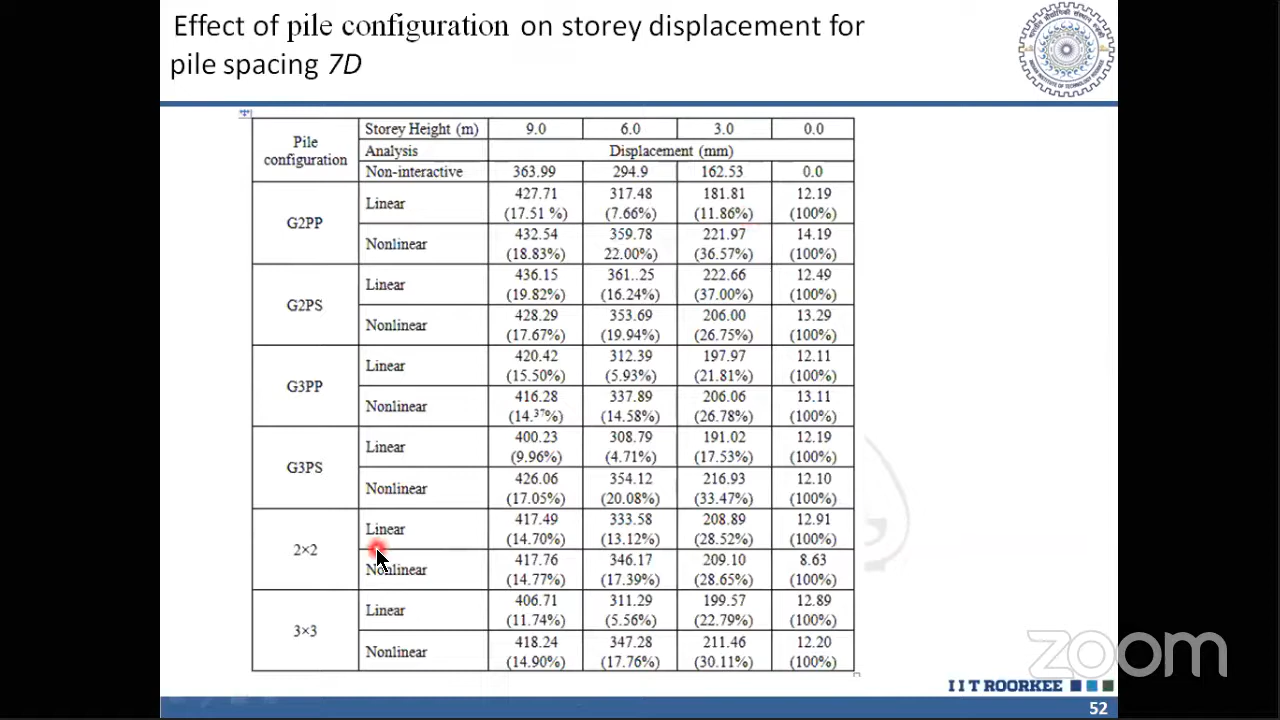 Effect of pile configuration on storey displacement for
pile spacing 7D
Pile configuration Storey Height (m) 9.0 6.0 3.0 0.0
Analysis Displacement (mm)
Non-interactive 363.99 294.9 162.53 0.0
G2PP
Linear 427.71 317.48 181.81 12.19
(17.51 %) (7.66%) (11.86%) (100%)
Nonlinear 432.54 359.78 221.97 14.19
(18.83%) 22.00%) (36.57%) (100%)
G2PS
Linear 436.15 361..25 222.66 12.49
(19.82%) (16.24%) (37.00%) (100%)
Nonlinear 428.29 353.69 206.00 13.29
(17.67%) (19.94%) (26.75%) (100%)
G3PP
Linear 420.42 312.39 197.97 12.11
(15.50%) (5.93%) (21.81%) (100%)
Nonlinear 416.28 337.89 206.06 13.11
(14.37%) (14.58%) (26.78%) (100%)
G3PS
Linear 400.23 308.79 191.02 12.19
(9.96%) (4.71%) (17.53%) (100%)
Nonlinear 426.06 354.12 216.93 12.10
(17.05%) (20.08%) (33.47%) (100%)
2×2
Linear 417.49 333.58 208.89 12.91
(14.70%) (13.12%) (28.52%) (100%)
Nonlinear 417.76 346.17 209.10 8.63
(14.77%) (17.39%) (28.65%) (100%)
3×3
Linear 406.71 311.29 199.57 12.89
(11.74%) (5.56%) (22.79%) (100%)
Nonlinear 418.24 347.28 211.46 12.20
(14.90%) (17.76%) (30.11%) (100%)
zoom
I I T ROORKEE
52